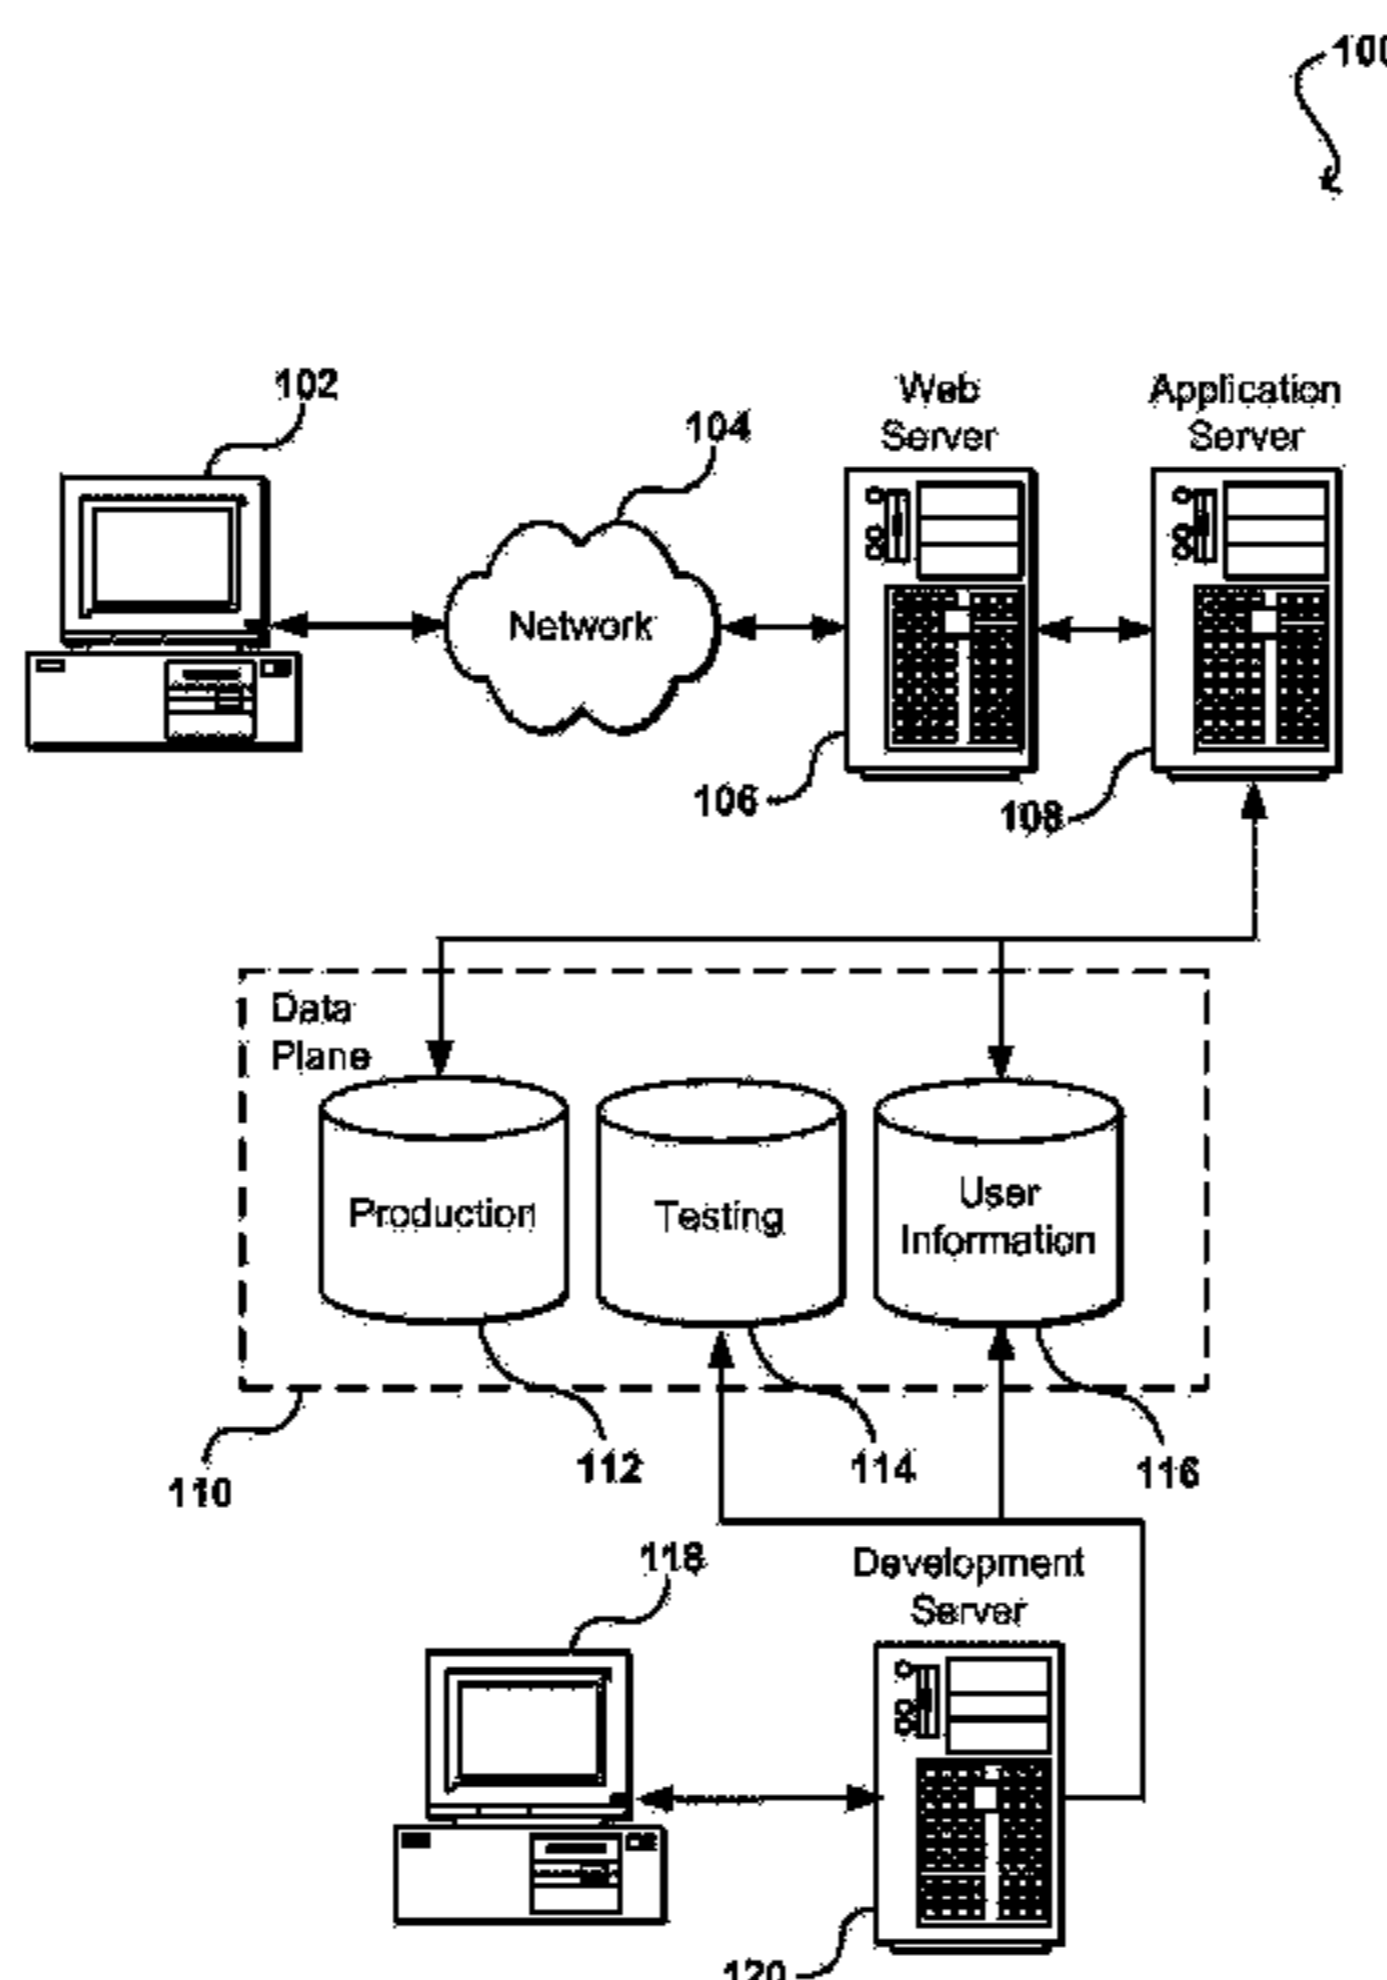 100
102
104
Web
Server
Application
Server
Network
106
108
Data
Plane
Production
Testing
User
Information
110
112
114
116
118
Development
Server
120